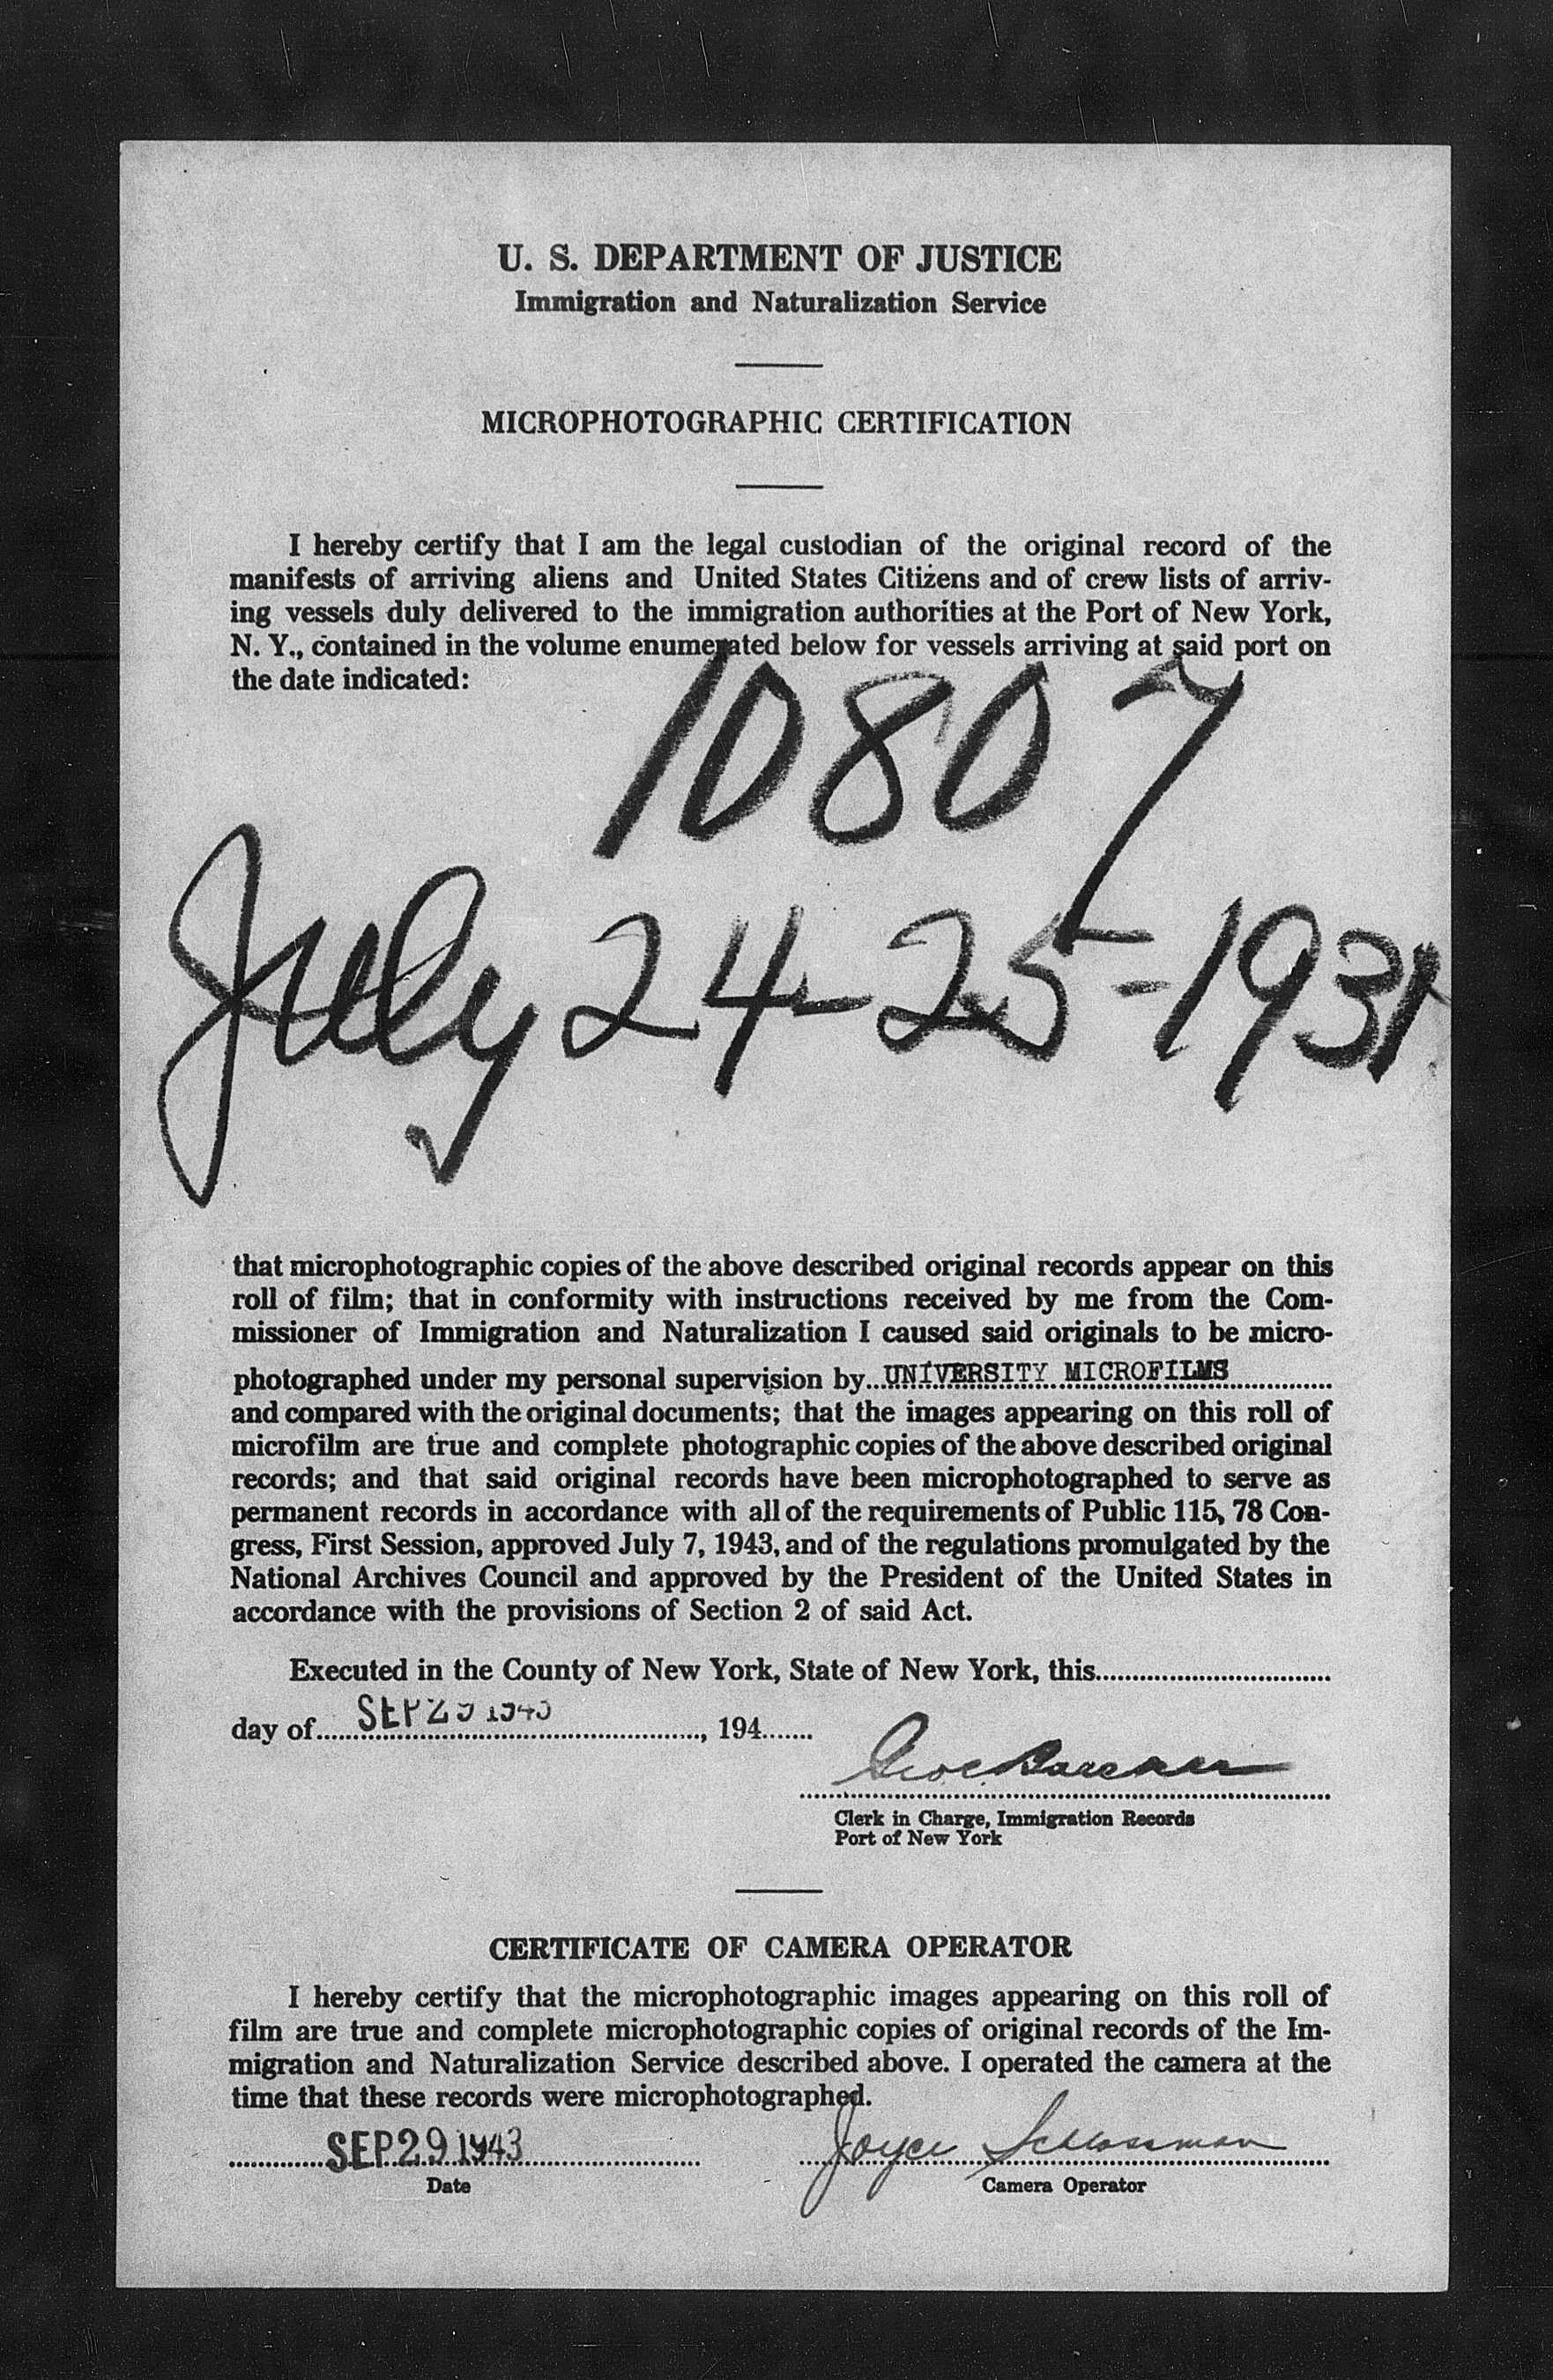 U. S. DEPARTMENT OF JUSTICE
Immigration and Naturalization Service
MICROPHOTOGRAPHIC CERTIFICATION
I hereby certify that I am the legal custodian of the original record of the
manifests of arriving aliens and United States Citizens and of crew lists of arriv-
ing vessels duly delivered to the immigration authorities at the Port of New York,
N. Y., contained in the volume enumerated below for vessels arriving at said port on
the date indicated:
10807
July 24-25-1931
that microphotographic copies of the above described original records appear on this
roll of film; that in conformity with instructions received by me from the Com-
missioner of Immigration and Naturalization I caused said originals to be micro-
photographed under my personal supervision by UNIVERSITY MICROFILMS
and compared with the original documents; that the images appearing on this roll of
microfilm are true and complete photographic copies of the above described original
records; and that said original records have been microphotographed to serve as
permanent records in accordance with all of the requirements of Public 115, 78 Con-
gress, First Session, approved July 7, 1943, and of the regulations promulgated by the
National Archives Council and approved by the President of the United States in
accordance with the provisions of Section 2 of said Act.
Executed in the County of New York, State of New York, this
day of SEP 29 1943, 194
Clerk in Charge, Immigration Records
Port of New York
CERTIFICATE OF CAMERA OPERATOR
I hereby certify that the microphotographic images appearing on this roll of
film are true and complete microphotographic copies of original records of the Im-
migration and Naturalization Service described above. I operated the camera at the
time that these records were microphotographed.
SEP 29 1943 Joyce Schlossman
Date Camera Operator